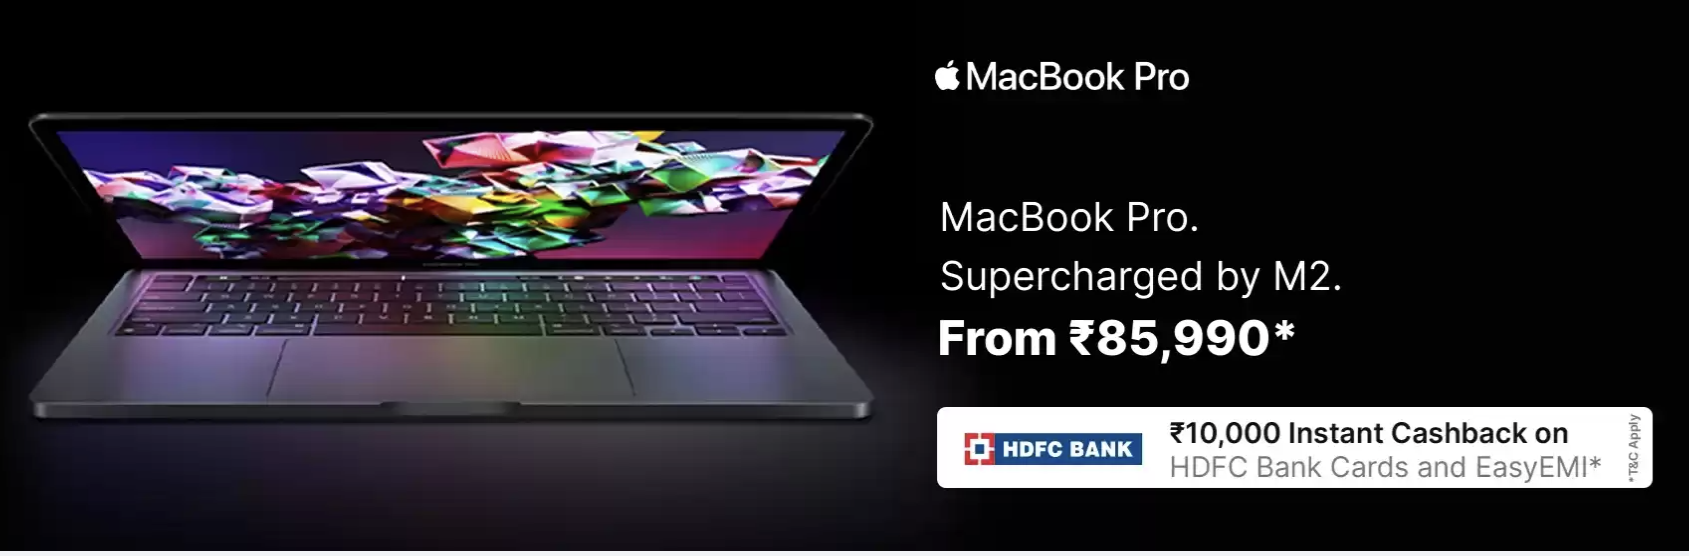 MacBook Pro
MacBook Pro.
Supercharged by M2.
From ₹85,990*
HDFC BANK
₹10,000 Instant Cashback on
HDFC Bank Cards and EasyEMI*
*T&C Apply